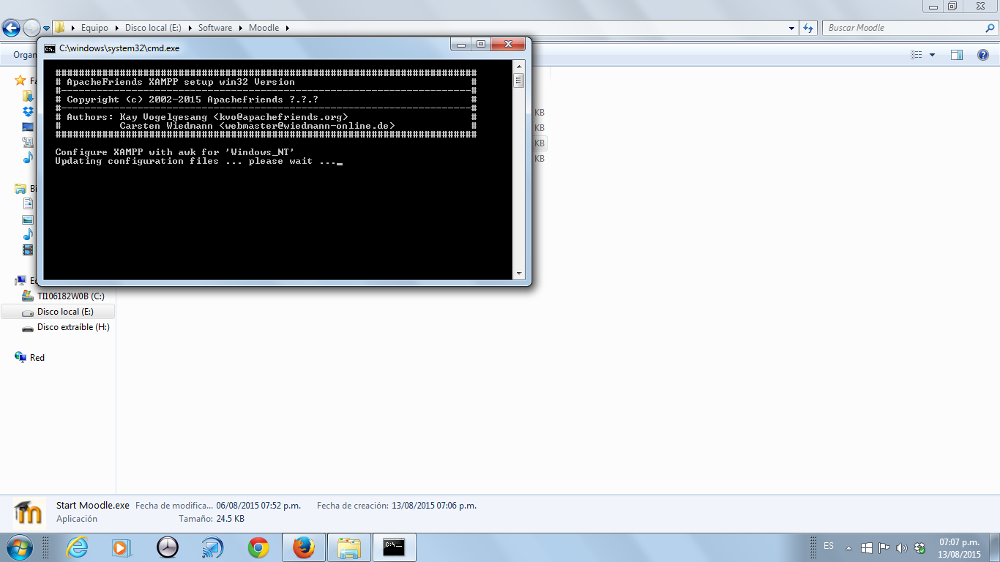 Equipo
Disco local (E:)
Software
Moodle
Buscar Moodle
Organ
C:\windows\system32\cmd.exe
################################################################################
# ApacheFriends XAMPP setup win32 Version #
#----------------------------------------------------------------------#
# Copyright (c) 2002-2015 Apachefriends ?.?.? #
#----------------------------------------------------------------------#
# Authors: Kay Vogelgesang <kvo@apachefriends.org> #
# Carsten Wiedmann <webmaster@wiedmann-online.de> #
################################################################################
Configure XAMPP with awk for 'Windows_NT'
Updating configuration files ... please wait ...
Fa
KB
KB
KB
KB
Bi
Ec
TI106182W0B (C:)
Disco local (E:)
Disco extraíble (H:)
Red
Start Moodle.exe Fecha de modifica... 06/08/2015 07:52 p.m. Fecha de creación: 13/08/2015 07:06 p.m.
Aplicación Tamaño: 24.5 KB
ES
07:07 p.m.
13/08/2015